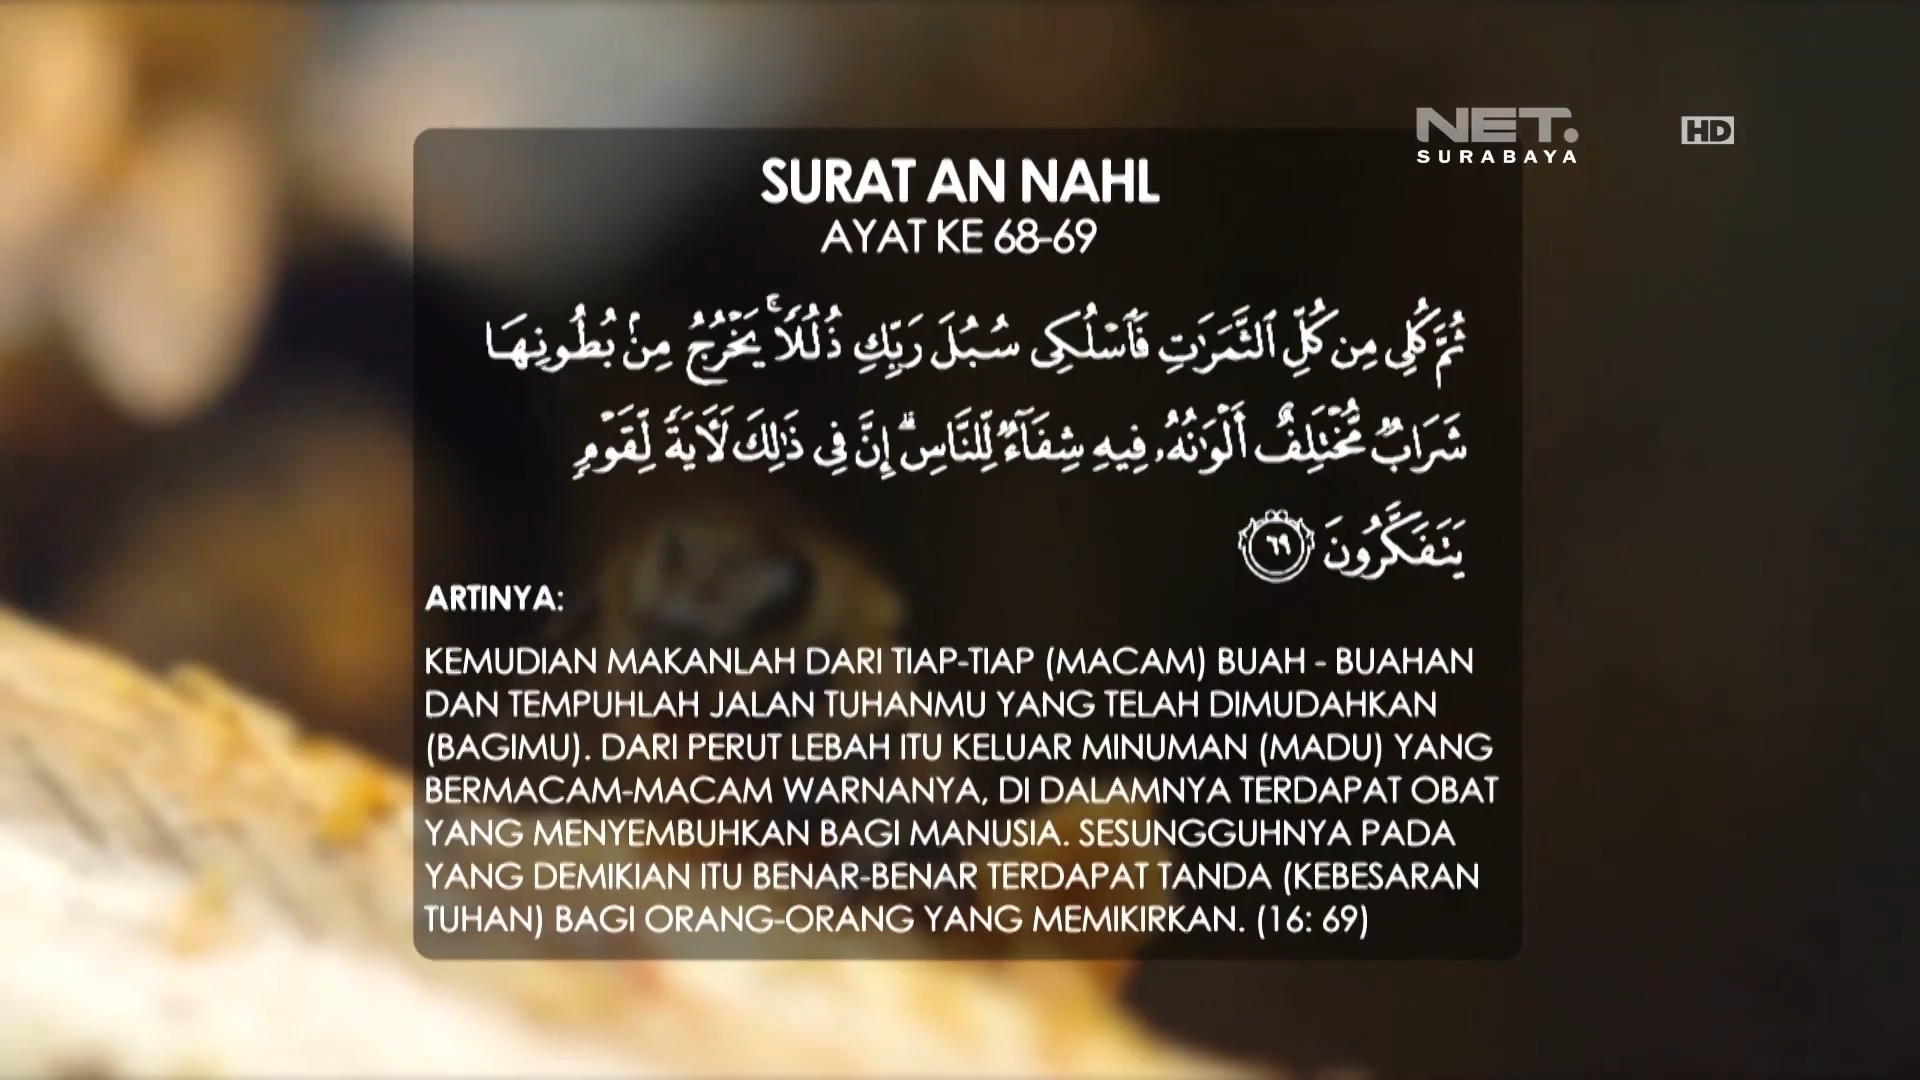 NET.
SURABAYA
HD
SURAT AN NAHL
AYAT KE 68-69
ثُمَّ كُلِى مِن كُلِّ ٱلثَّمَرَٰتِ فَٱسْلُكِى سُبُلَ رَبِّكِ ذُلُلًا ۚ يَخْرُجُ مِنۢ بُطُونِهَا
شَرَابٌ مُّخْتَلِفٌ أَلْوَٰنُهُۥ فِيهِ شِفَآءٌ لِّلنَّاسِ ۗ إِنَّ فِى ذَٰلِكَ لَءَايَةً لِّقَوْمٍ
يَتَفَكَّرُونَ ٦٩
ARTINYA:
KEMUDIAN MAKANLAH DARI TIAP-TIAP (MACAM) BUAH - BUAHAN
DAN TEMPUHLAH JALAN TUHANMU YANG TELAH DIMUDAHKAN
(BAGIMU). DARI PERUT LEBAH ITU KELUAR MINUMAN (MADU) YANG
BERMACAM-MACAM WARNANYA, DI DALAMNYA TERDAPAT OBAT
YANG MENYEMBUHKAN BAGI MANUSIA. SESUNGGUHNYA PADA
YANG DEMIKIAN ITU BENAR-BENAR TERDAPAT TANDA (KEBESARAN
TUHAN) BAGI ORANG-ORANG YANG MEMIKIRKAN. (16: 69)